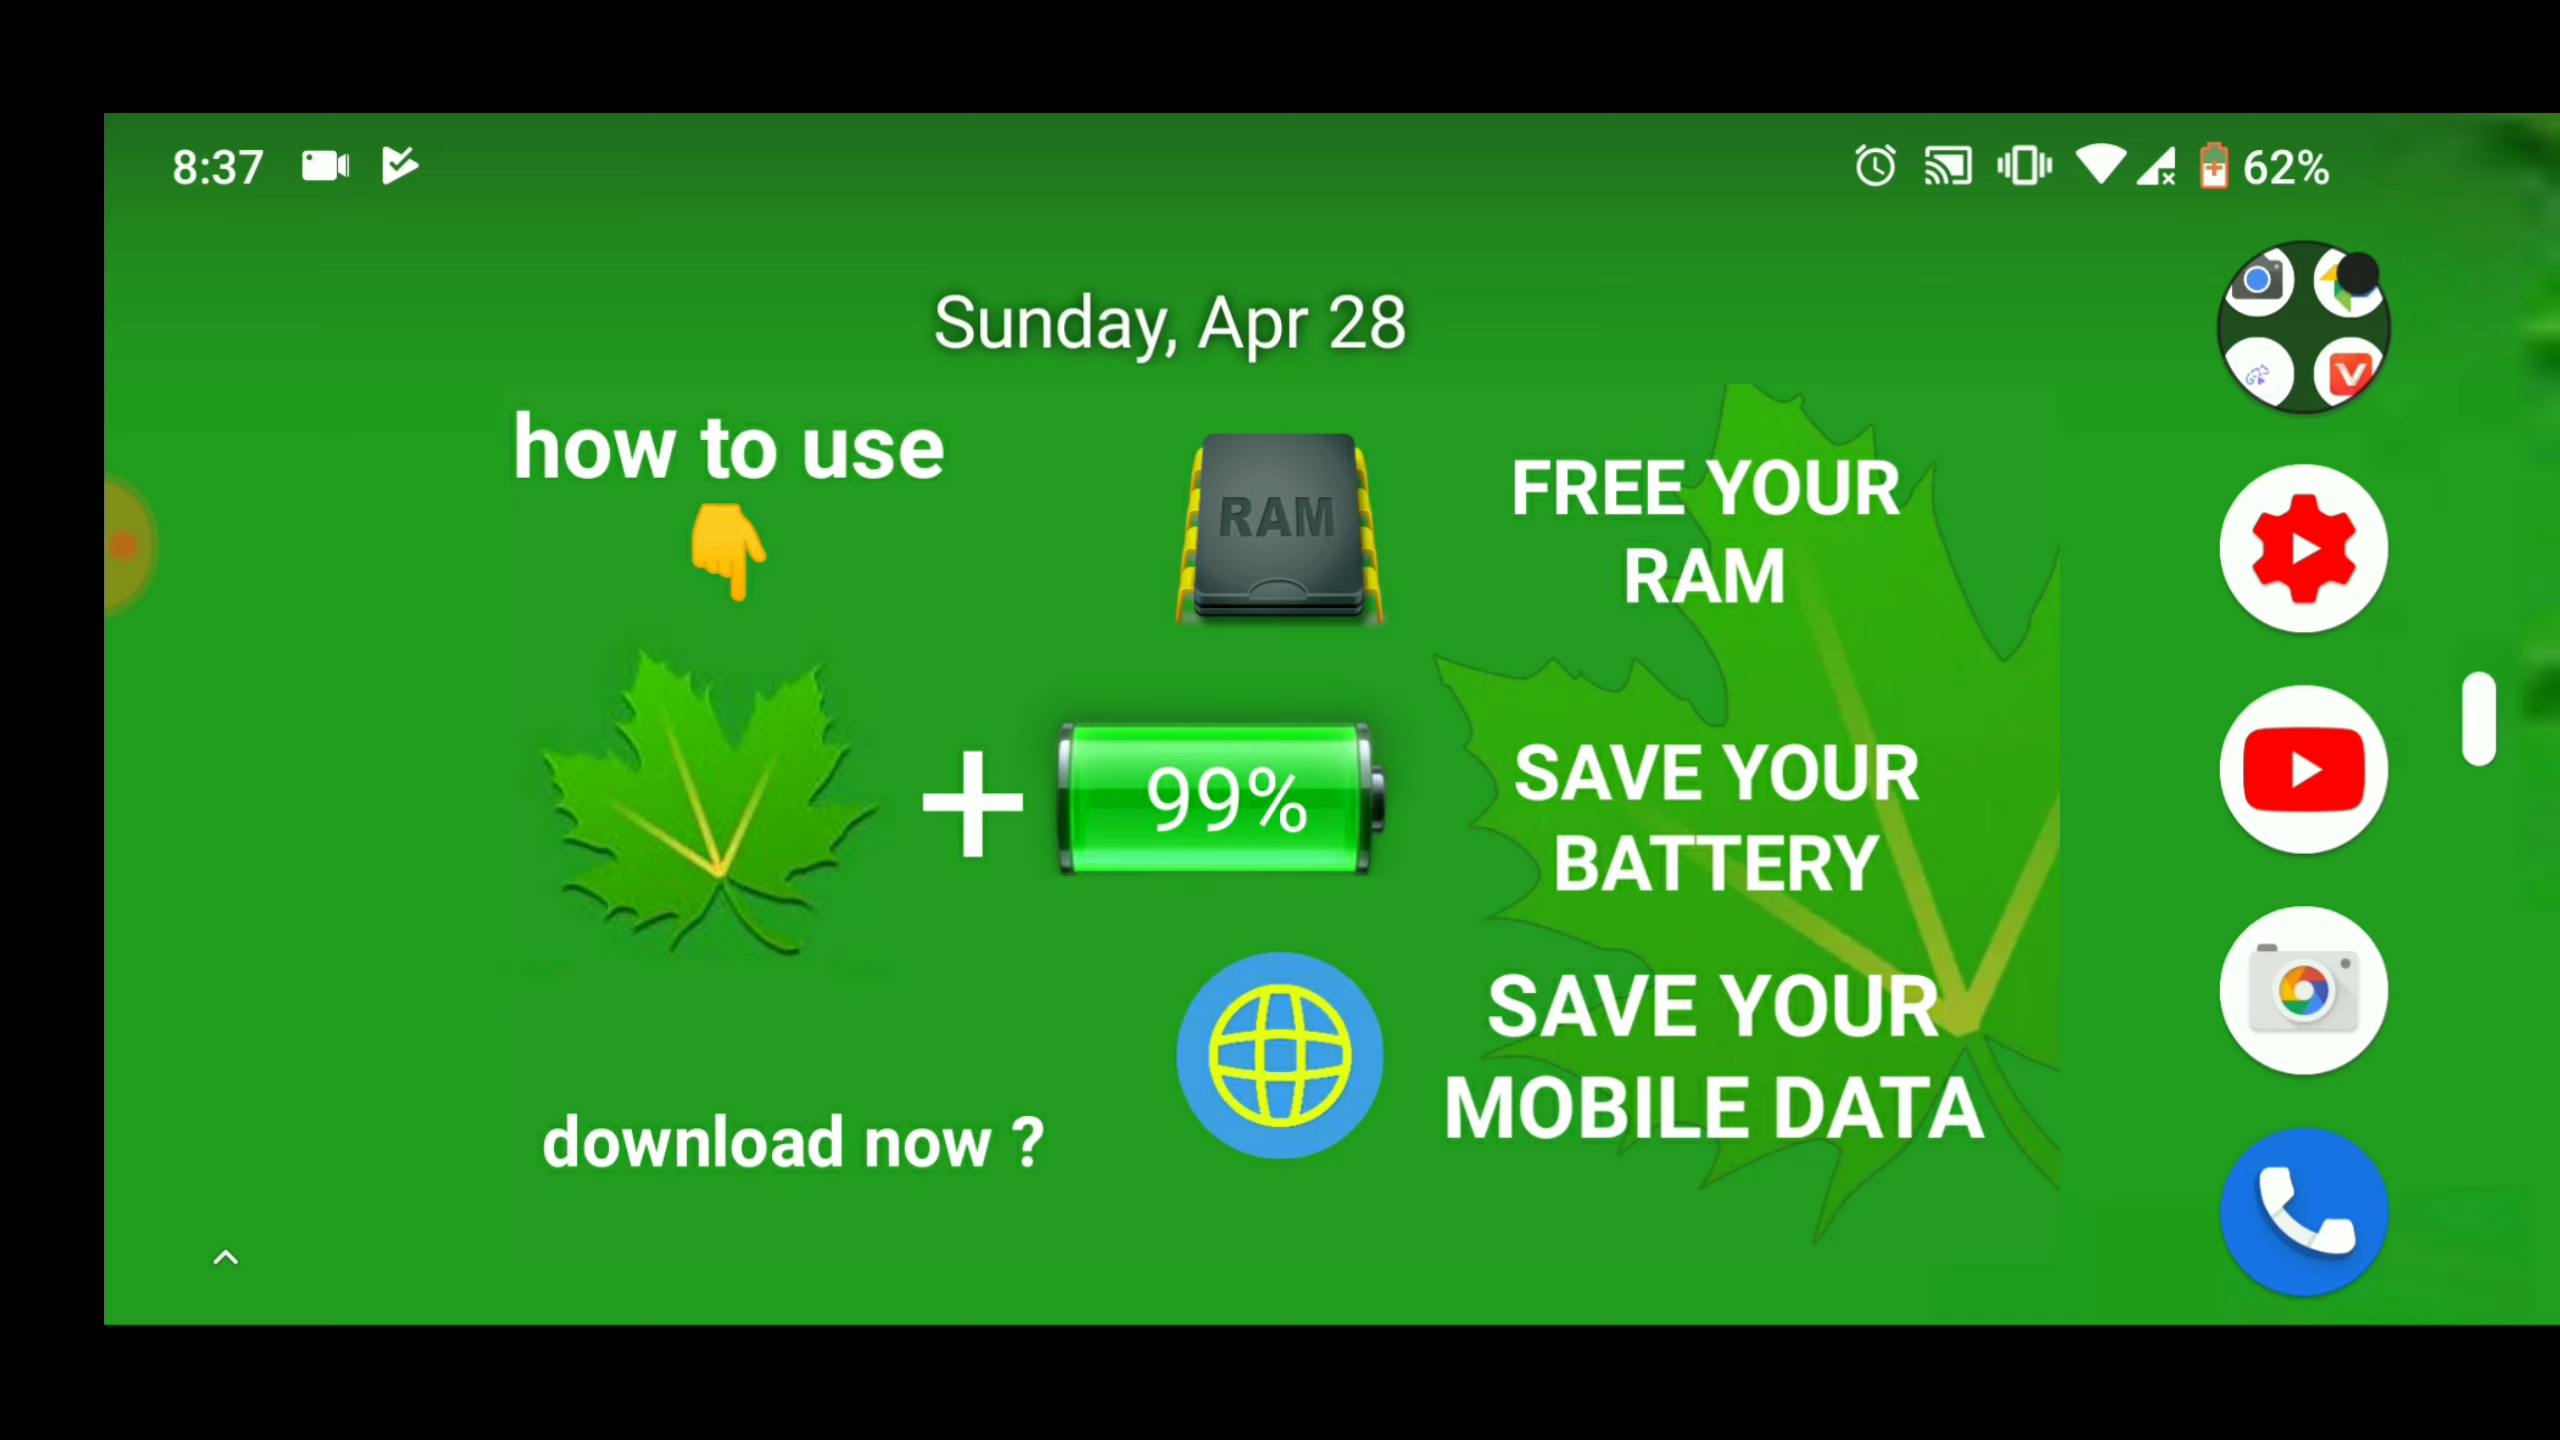 8:37
62%
Sunday, Apr 28
how to use
RAM
FREE YOUR
RAM
99%
SAVE YOUR
BATTERY
SAVE YOUR
MOBILE DATA
download now ?